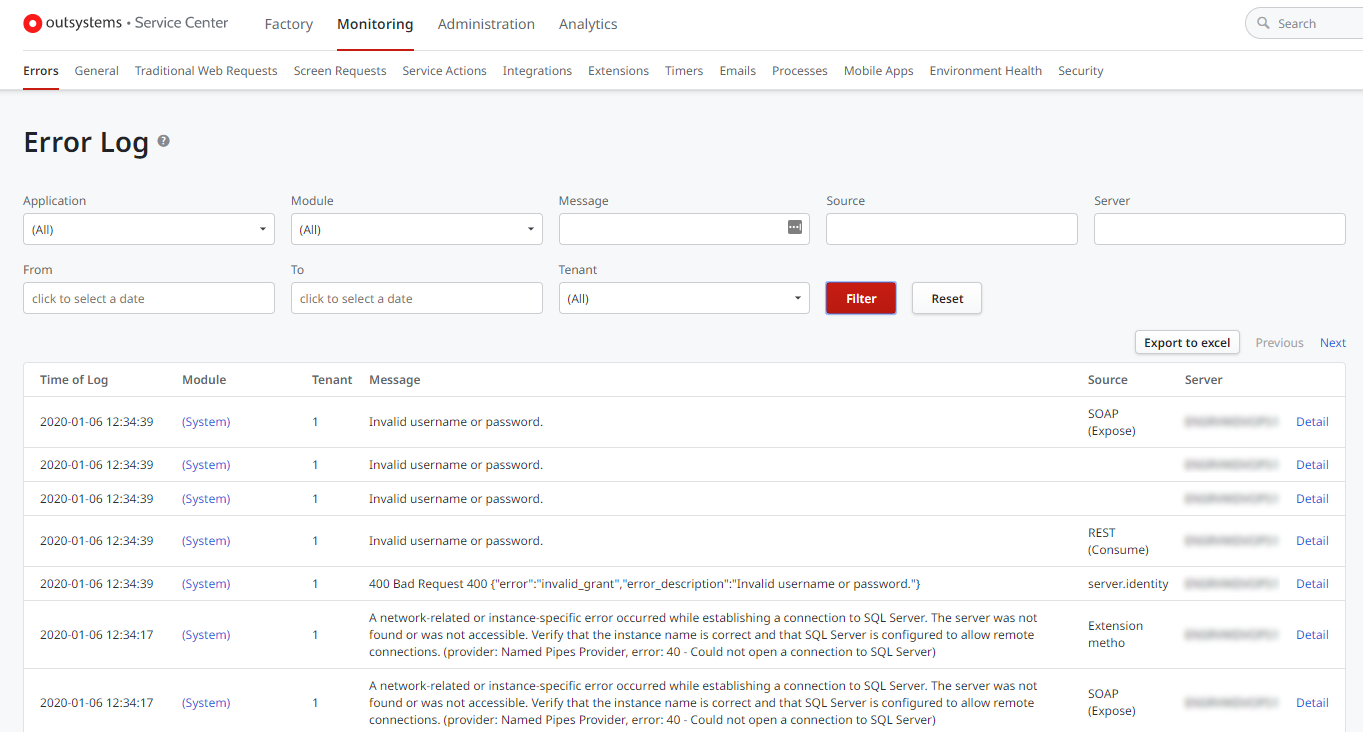 outsystems • Service Center Factory Monitoring Administration Analytics Search
Errors General Traditional Web Requests Screen Requests Service Actions Integrations Extensions Timers Emails Processes Mobile Apps Environment Health Security
Error Log ?
Application Module Message Source Server
(All) (All)
From To Tenant
click to select a date click to select a date (All) Filter Reset
Export to excel Previous Next
Time of Log Module Tenant Message Source Server
2020-01-06 12:34:39 (System) 1 Invalid username or password. SOAP
(Expose) Detail
2020-01-06 12:34:39 (System) 1 Invalid username or password. Detail
2020-01-06 12:34:39 (System) 1 Invalid username or password. Detail
2020-01-06 12:34:39 (System) 1 Invalid username or password. REST
(Consume) Detail
2020-01-06 12:34:39 (System) 1 400 Bad Request 400 {"error":"invalid_grant","error_description":"Invalid username or password."} server.identity Detail
2020-01-06 12:34:17 (System) 1 A network-related or instance-specific error occurred while establishing a connection to SQL Server. The server was not
found or was not accessible. Verify that the instance name is correct and that SQL Server is configured to allow remote
connections. (provider: Named Pipes Provider, error: 40 - Could not open a connection to SQL Server)
Extension
metho
Detail
2020-01-06 12:34:17 (System) 1 A network-related or instance-specific error occurred while establishing a connection to SQL Server. The server was not
found or was not accessible. Verify that the instance name is correct and that SQL Server is configured to allow remote
connections. (provider: Named Pipes Provider, error: 40 - Could not open a connection to SQL Server)
SOAP
(Expose)
Detail